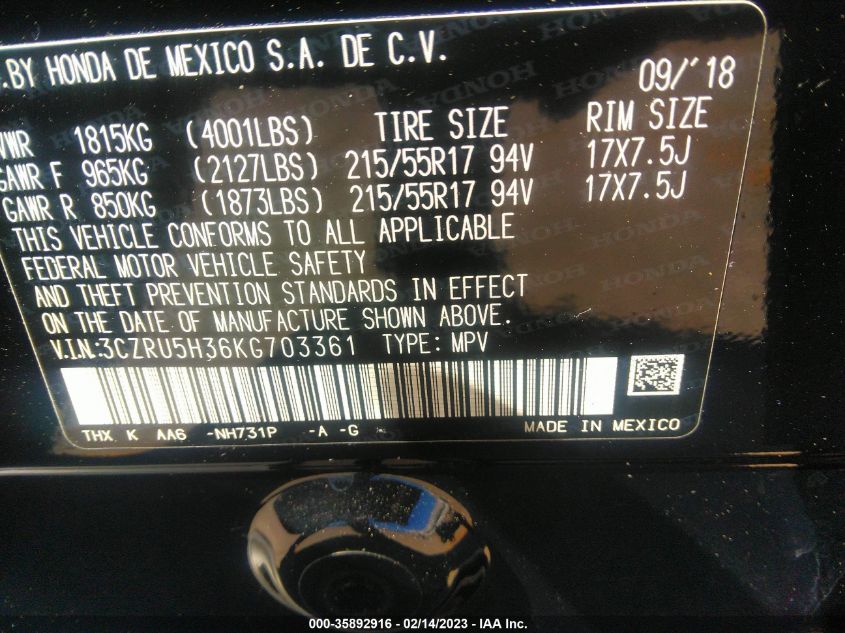 .BY HONDA DE MEXICO S.A. DE C.V.
09/'18
VWR 1815KG (4001LBS) TIRE SIZE RIM SIZE
GAWR F 965KG (2127LBS) 215/55R17 94V 17X7.5J
GAWR R 850KG (1873LBS) 215/55R17 94V 17X7.5J
THIS VEHICLE CONFORMS TO ALL APPLICABLE
FEDERAL MOTOR VEHICLE SAFETY
AND THEFT PREVENTION STANDARDS IN EFFECT
ON THE DATE OF MANUFACTURE SHOWN ABOVE.
V.I.N:3CZRU5H36KG703361 TYPE: MPV
THX K AA6 -NH731P -A -G MADE IN MEXICO
000-35892916 - 02/14/2023 - IAA Inc.